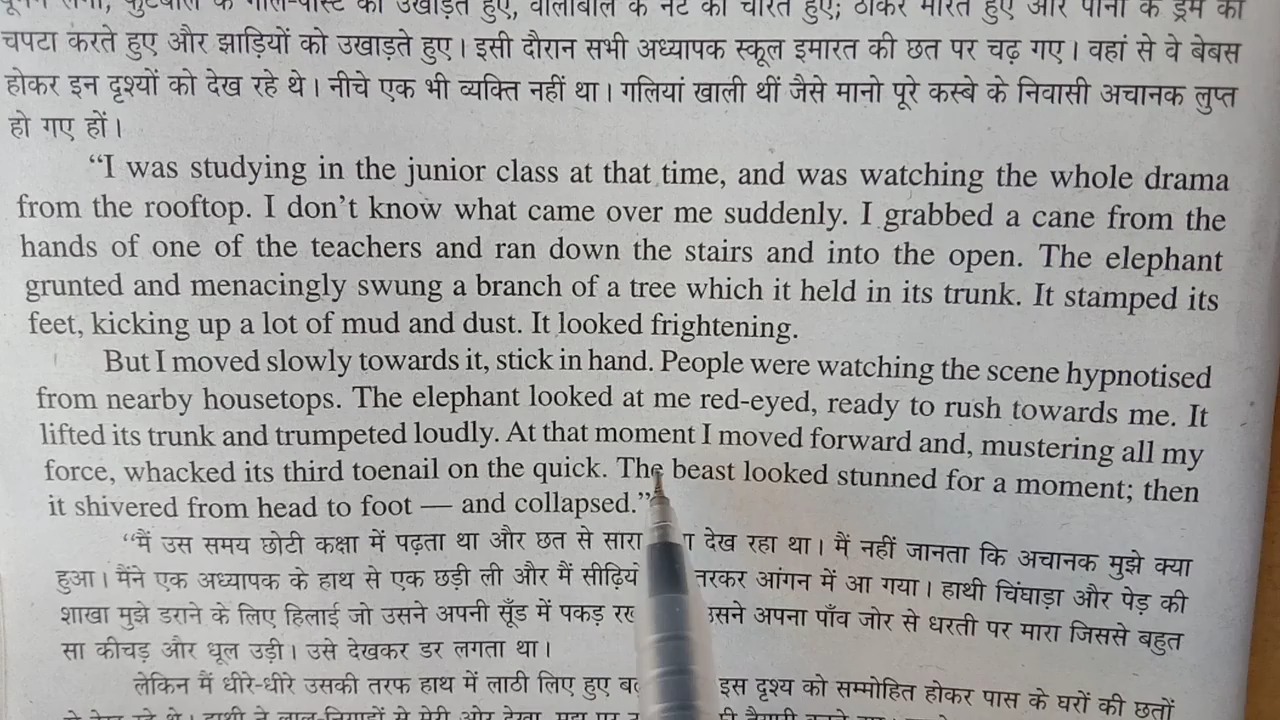 लगी, फुटबॉल के गोल-पोस्ट को उखाड़ते हुए, वॉलीबॉल के नेट को चीरते हुए; ठोकर मारते हुए और पानी के ड्रम को
चपटा करते हुए और झाड़ियों को उखाड़ते हुए। इसी दौरान सभी अध्यापक स्कूल इमारत की छत पर चढ़ गए। वहां से वे बेबस
होकर इन दृश्यों को देख रहे थे। नीचे एक भी व्यक्ति नहीं था। गलियां खाली थीं जैसे मानो पूरे कस्बे के निवासी अचानक लुप्त
हो गए हों।
“I was studying in the junior class at that time, and was watching the whole drama
from the rooftop. I don’t know what came over me suddenly. I grabbed a cane from the
hands of one of the teachers and ran down the stairs and into the open. The elephant
grunted and menacingly swung a branch of a tree which it held in its trunk. It stamped its
feet, kicking up a lot of mud and dust. It looked frightening.
But I moved slowly towards it, stick in hand. People were watching the scene hypnotised
from nearby housetops. The elephant looked at me red-eyed, ready to rush towards me. It
lifted its trunk and trumpeted loudly. At that moment I moved forward and, mustering all my
force, whacked its third toenail on the quick. The beast looked stunned for a moment; then
it shivered from head to foot — and collapsed.”
“मैं उस समय छोटी कक्षा में पढ़ता था और छत से सारा देख रहा था। मैं नहीं जानता कि अचानक मुझे क्या
हुआ। मैंने एक अध्यापक के हाथ से एक छड़ी ली और मैं आंगन में आ गया। हाथी चिंघाड़ा और पेड़ की
शाखा मुझे डराने के लिए हिलाई जो उसने अपनी सूँड में पकड़ अपना पाँव जोर से धरती पर मारा जिससे बहुत
सा कीचड़ और धूल उड़ी। उसे देखकर डर लगता था।
लेकिन मैं धीरे-धीरे उसकी तरफ हाथ में लाठी लिए हुए इस दृश्य को सम्मोहित होकर पास के घरों की छतों